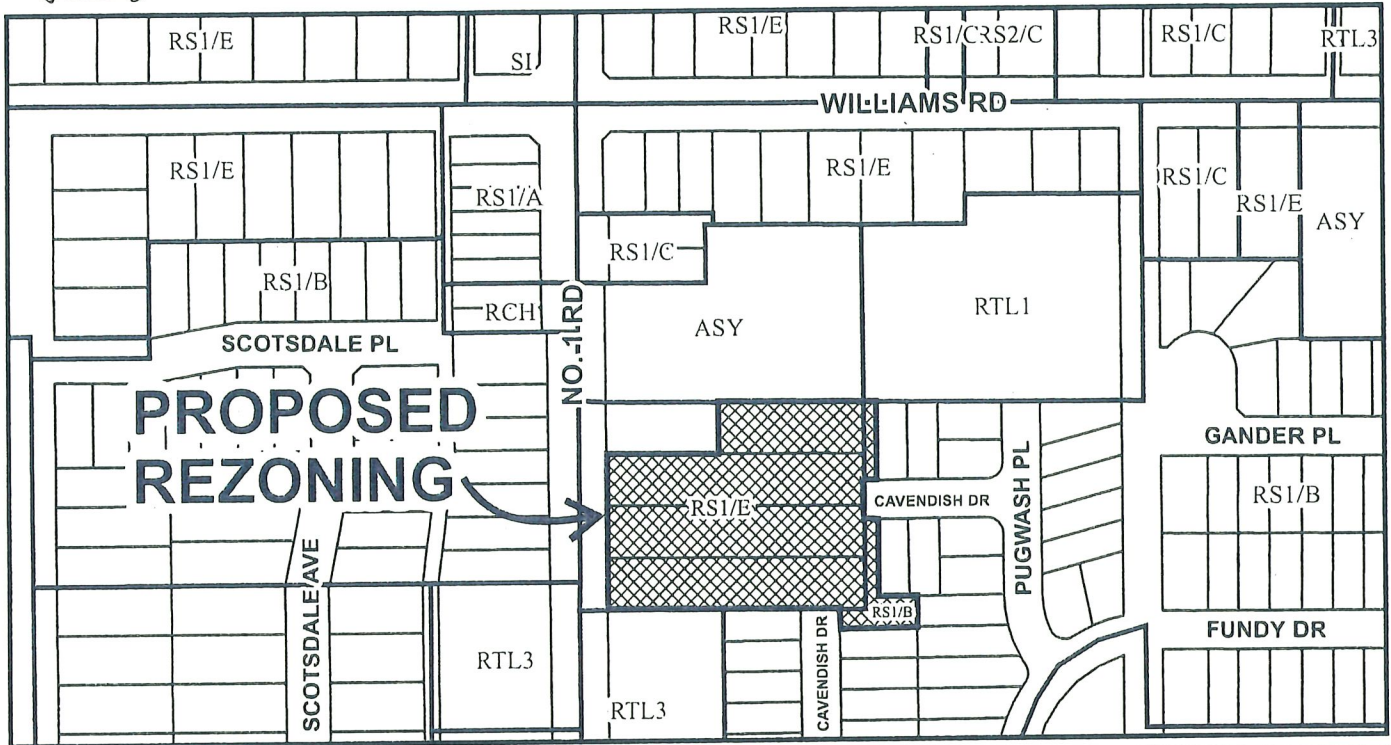 RS1/E
SI
RS1/E
RS1/C
RS2/C
RS1/C
RTL3
WILLIAMS RD
RS1/E
RS1/A
RS1/E
RS1/C
RS1/E
ASY
RS1/C
RS1/B
RCH
NO. 1 RD
ASY
RTL1
SCOTSDALE PL
PROPOSED
REZONING
GANDER PL
RS1/E
CAVENDISH DR
PUGWASH PL
RS1/B
SCOTSDALE AVE
RS1/B
FUNDY DR
RTL3
RTL3
CAVENDISH DR